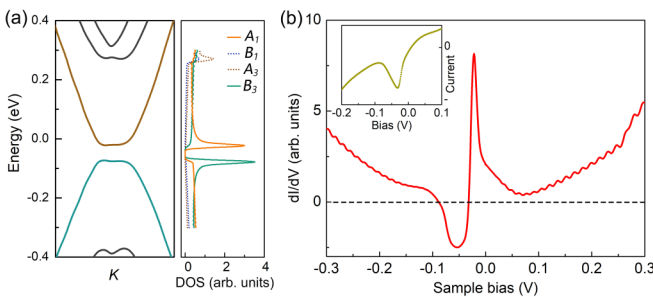 (a)
Energy (eV)
0.4
0.2
0.0
-0.2
-0.4
K
A1
B1
A3
B3
0 2 4
DOS (arb. units)
(b)
dI/dV (arb. units)
10
5
0
-0.3 -0.2 -0.1 0.0 0.1 0.2 0.3
Sample bias (V)
0
Current
-0.2 -0.1 0.0 0.1
Bias (V)